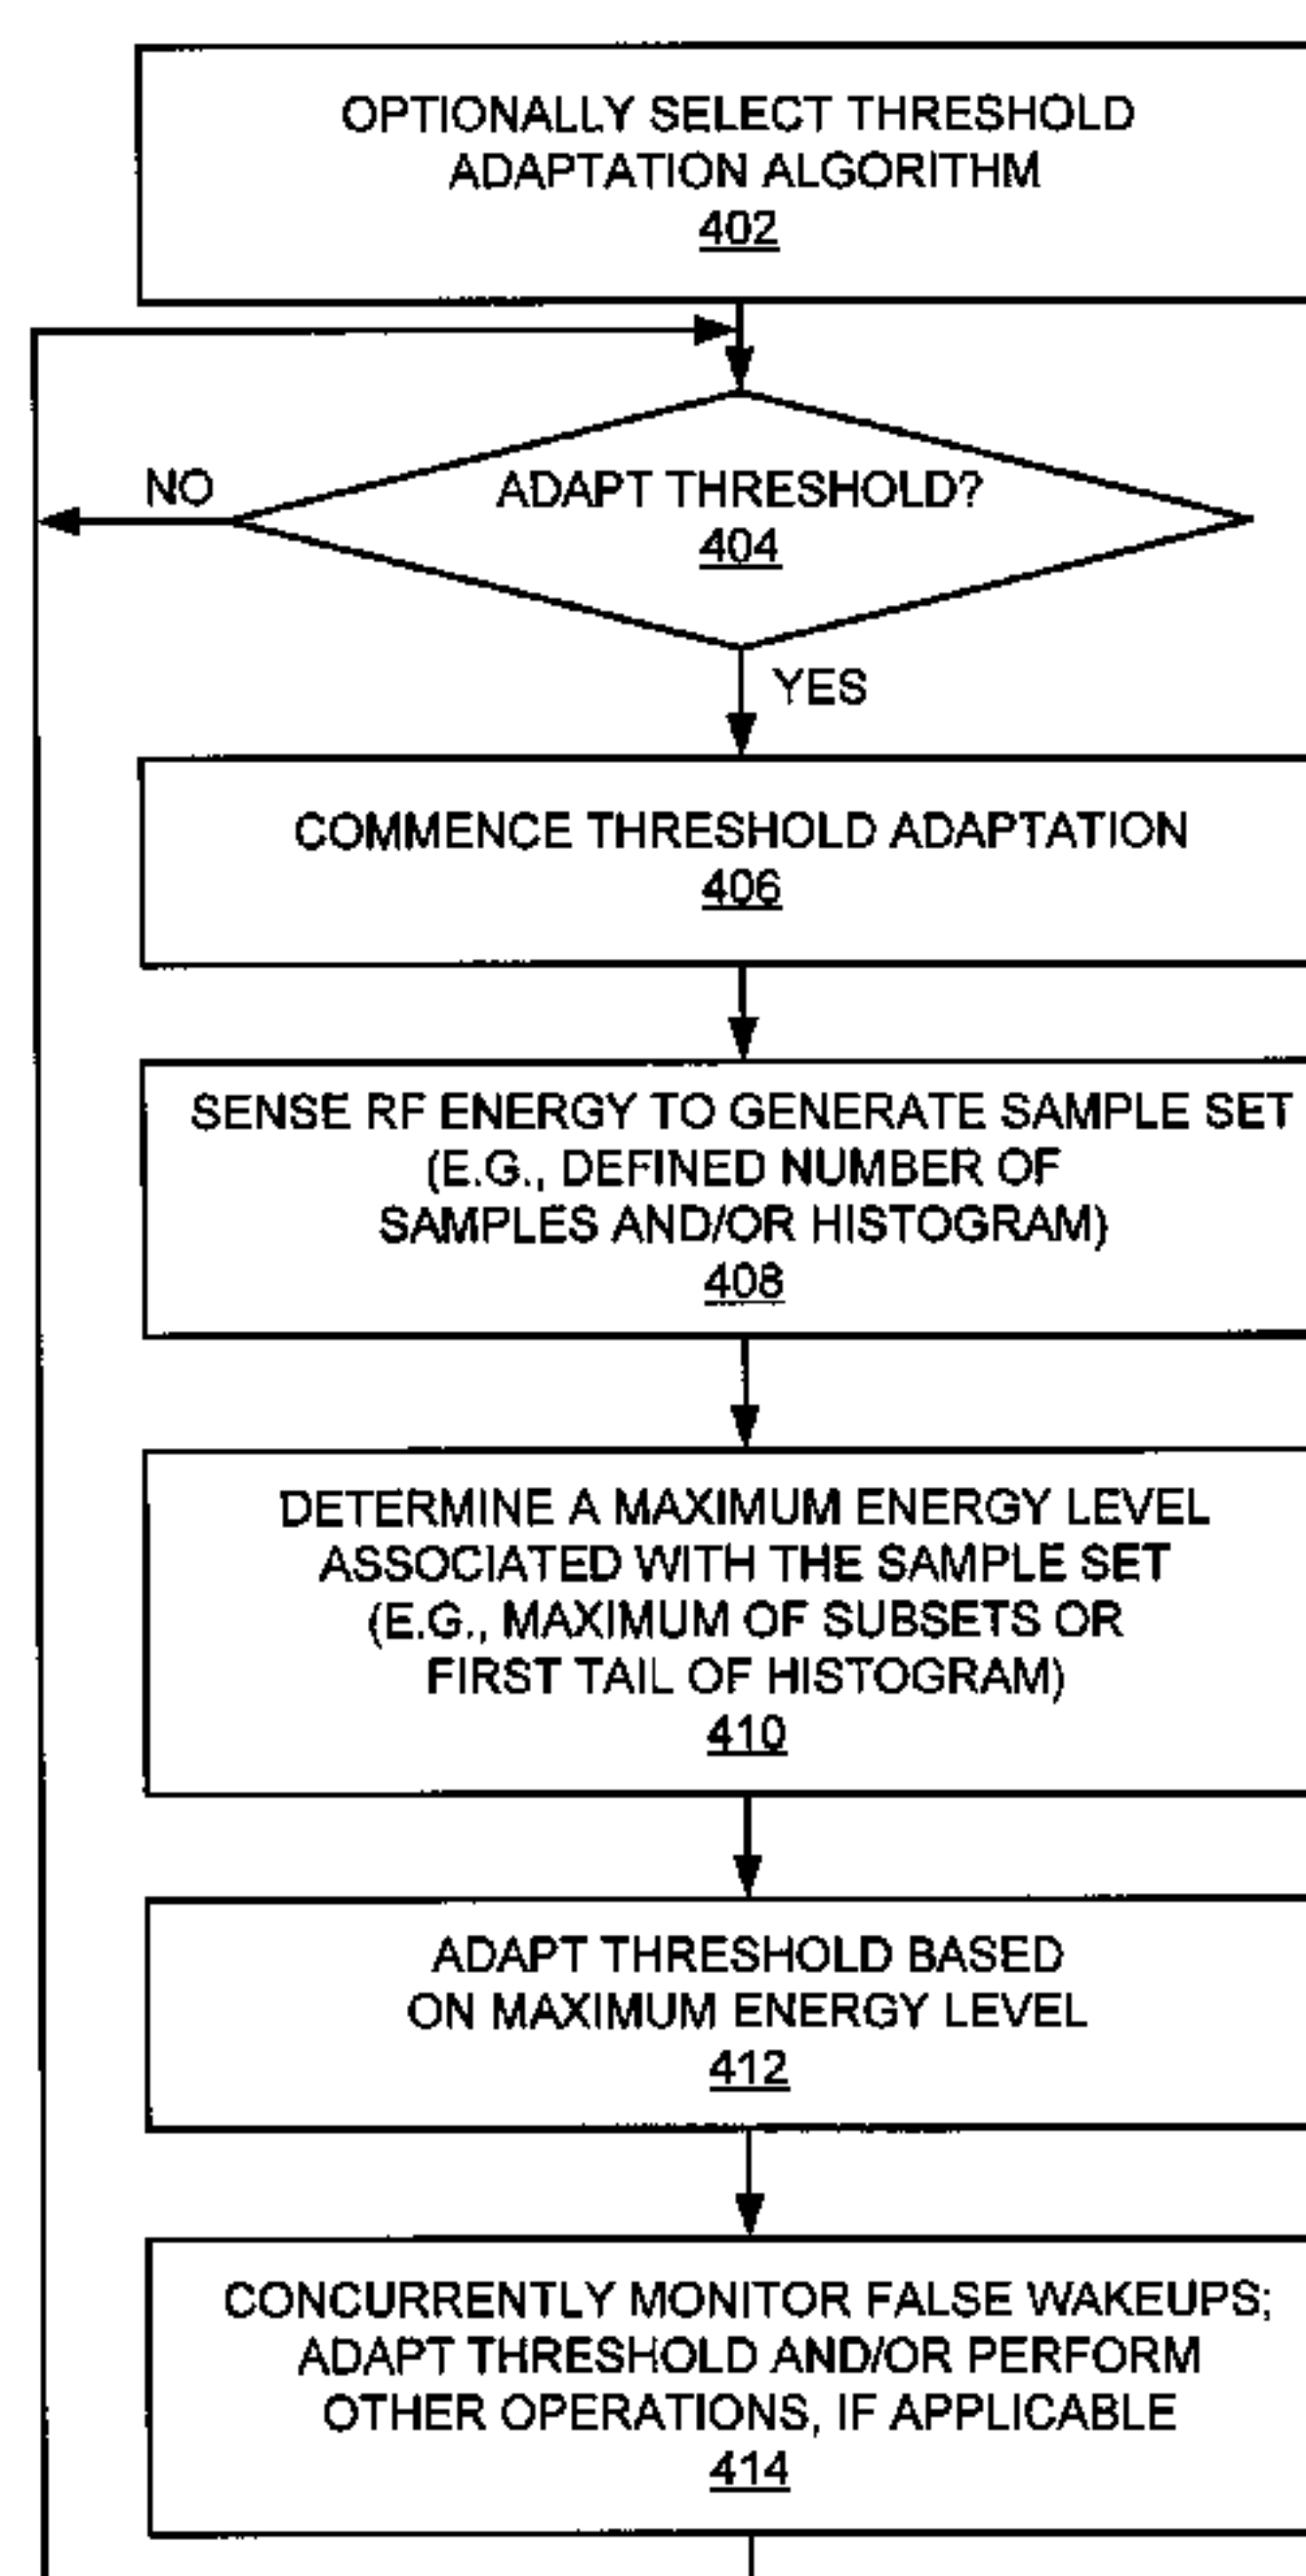 OPTIONALLY SELECT THRESHOLD
ADAPTATION ALGORITHM
402
ADAPT THRESHOLD?
404
NO
YES
COMMENCE THRESHOLD ADAPTATION
406
SENSE RF ENERGY TO GENERATE SAMPLE SET
(E.G., DEFINED NUMBER OF
SAMPLES AND/OR HISTOGRAM)
408
DETERMINE A MAXIMUM ENERGY LEVEL
ASSOCIATED WITH THE SAMPLE SET
(E.G., MAXIMUM OF SUBSETS OR
FIRST TAIL OF HISTOGRAM)
410
ADAPT THRESHOLD BASED
ON MAXIMUM ENERGY LEVEL
412
CONCURRENTLY MONITOR FALSE WAKEUPS;
ADAPT THRESHOLD AND/OR PERFORM
OTHER OPERATIONS, IF APPLICABLE
414